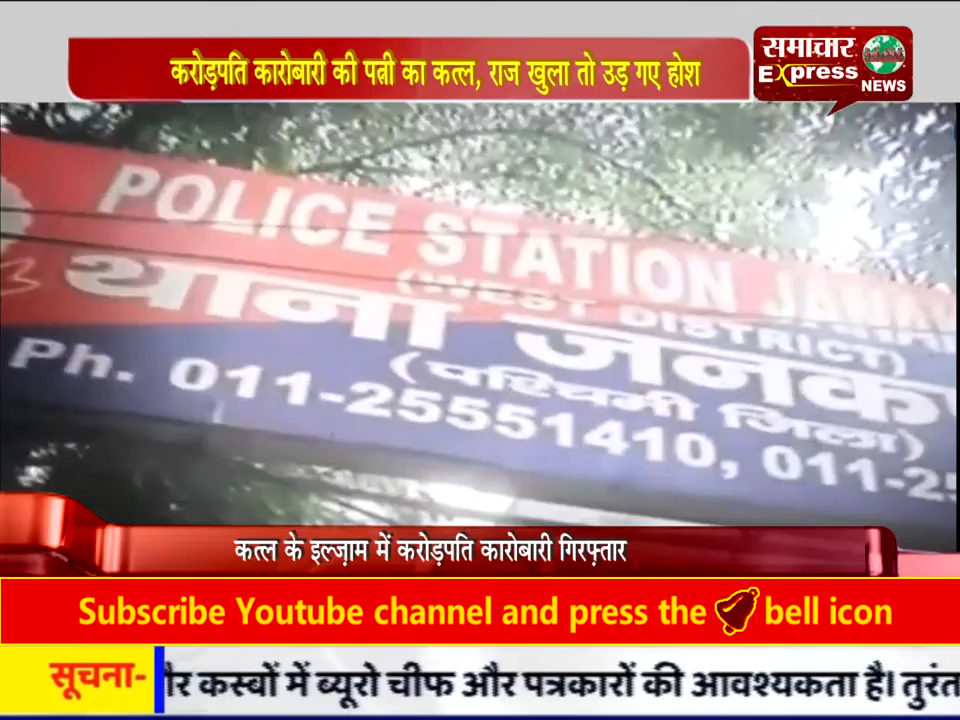 करोड़पति कारोबारी की पत्नी का कत्ल, राज खुला तो उड़ गए होश
समाचार
Express
NEWS
POLICE STATION
(WEST DISTRICT)
थाना
(पश्चिमी जिला)
Ph. 011-25551410, 011-25
कत्ल के इल्ज़ाम में करोड़पति कारोबारी गिरफ़्तार
Subscribe Youtube channel and press the bell icon
सूचना-
कस्बों में ब्यूरो चीफ और पत्रकारों की आवश्यकता है। तुरंत